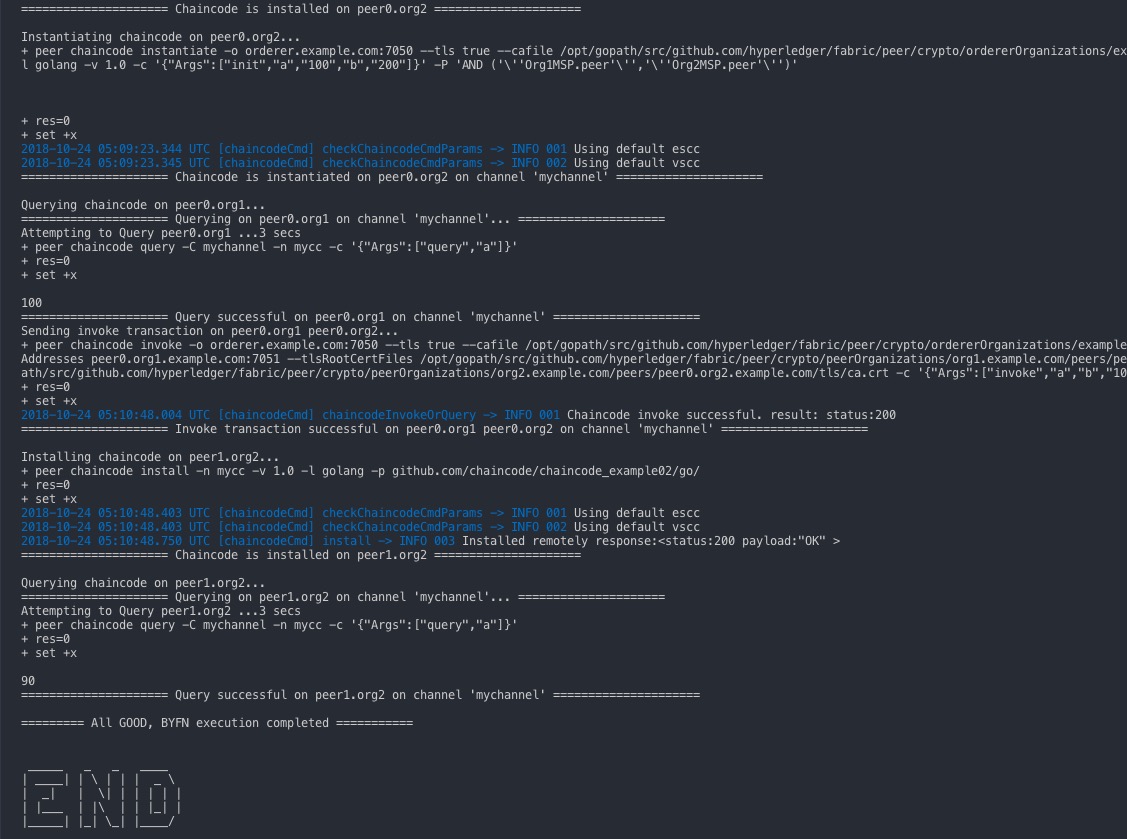 ===================== Chaincode is installed on peer0.org2 =====================
Instantiating chaincode on peer0.org2...
+ peer chaincode instantiate -o orderer.example.com:7050 --tls true --cafile /opt/gopath/src/github.com/hyperledger/fabric/peer/crypto/ordererOrganizations/ex
l golang -v 1.0 -c '{"Args":["init","a","100","b","200"]}' -P 'AND ('\''Org1MSP.peer'\'','\''Org2MSP.peer'\'')'
+ res=0
+ set +x
2018-10-24 05:09:23.344 UTC [chaincodeCmd] checkChaincodeCmdParams -> INFO 001 Using default escc
2018-10-24 05:09:23.345 UTC [chaincodeCmd] checkChaincodeCmdParams -> INFO 002 Using default vscc
===================== Chaincode is instantiated on peer0.org2 on channel 'mychannel' =====================
Querying chaincode on peer0.org1...
===================== Querying on peer0.org1 on channel 'mychannel'... =====================
Attempting to Query peer0.org1 ...3 secs
+ peer chaincode query -C mychannel -n mycc -c '{"Args":["query","a"]}'
+ res=0
+ set +x
100
===================== Query successful on peer0.org1 on channel 'mychannel' =====================
Sending invoke transaction on peer0.org1 peer0.org2...
+ peer chaincode invoke -o orderer.example.com:7050 --tls true --cafile /opt/gopath/src/github.com/hyperledger/fabric/peer/crypto/ordererOrganizations/example
Addresses peer0.org1.example.com:7051 --tlsRootCertFiles /opt/gopath/src/github.com/hyperledger/fabric/peer/crypto/peerOrganizations/org1.example.com/peers/pe
ath/src/github.com/hyperledger/fabric/peer/crypto/peerOrganizations/org2.example.com/peers/peer0.org2.example.com/tls/ca.crt -c '{"Args":["invoke","a","b","10
+ res=0
+ set +x
2018-10-24 05:10:48.004 UTC [chaincodeCmd] chaincodeInvokeOrQuery -> INFO 001 Chaincode invoke successful. result: status:200
===================== Invoke transaction successful on peer0.org1 peer0.org2 on channel 'mychannel' =====================
Installing chaincode on peer1.org2...
+ peer chaincode install -n mycc -v 1.0 -l golang -p github.com/chaincode/chaincode_example02/go/
+ res=0
+ set +x
2018-10-24 05:10:48.403 UTC [chaincodeCmd] checkChaincodeCmdParams -> INFO 001 Using default escc
2018-10-24 05:10:48.403 UTC [chaincodeCmd] checkChaincodeCmdParams -> INFO 002 Using default vscc
2018-10-24 05:10:48.750 UTC [chaincodeCmd] install -> INFO 003 Installed remotely response:<status:200 payload:"OK" >
===================== Chaincode is installed on peer1.org2 =====================
Querying chaincode on peer1.org2...
===================== Querying on peer1.org2 on channel 'mychannel'... =====================
Attempting to Query peer1.org2 ...3 secs
+ peer chaincode query -C mychannel -n mycc -c '{"Args":["query","a"]}'
+ res=0
+ set +x
90
===================== Query successful on peer1.org2 on channel 'mychannel' =====================
========= All GOOD, BYFN execution completed ===========
END